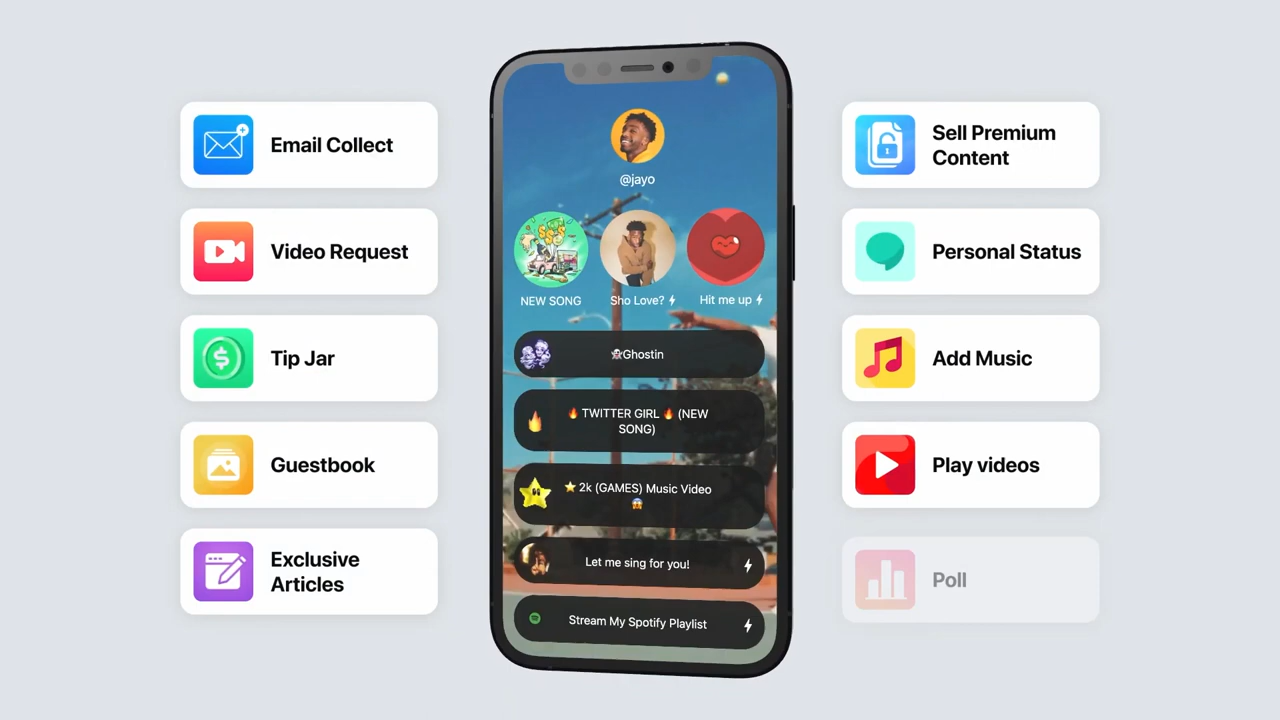 Email Collect
Video Request
Tip Jar
Guestbook
Exclusive
Articles
@jayo
NEW SONG
Sho Love?⚡
Hit me up⚡
👻Ghostin
🔥 TWITTER GIRL 🔥 (NEW
SONG)
⭐ 2k (GAMES) Music Video
😱
Let me sing for you!
Stream My Spotify Playlist
Sell Premium
Content
Personal Status
Add Music
Play videos
Poll